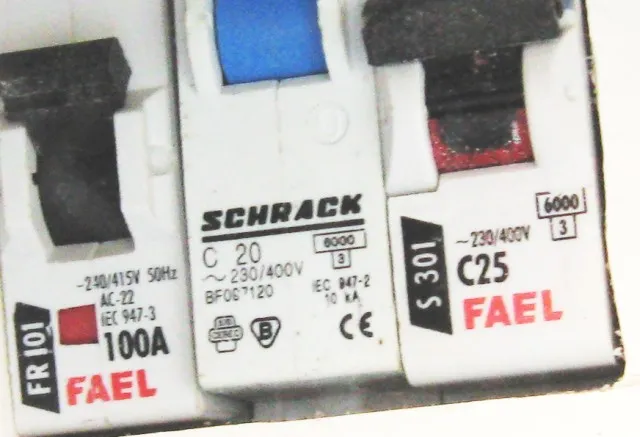 ~240/415V 50Hz
AC-22
IEC 947-3
FR 101
100A
FAEL
SCHRACK
C 20
6000
3
~230/400V
BF067120
IEC 947-2
10 kA
B
CE
6000
3
~230/400V
S 301
C25
FAEL